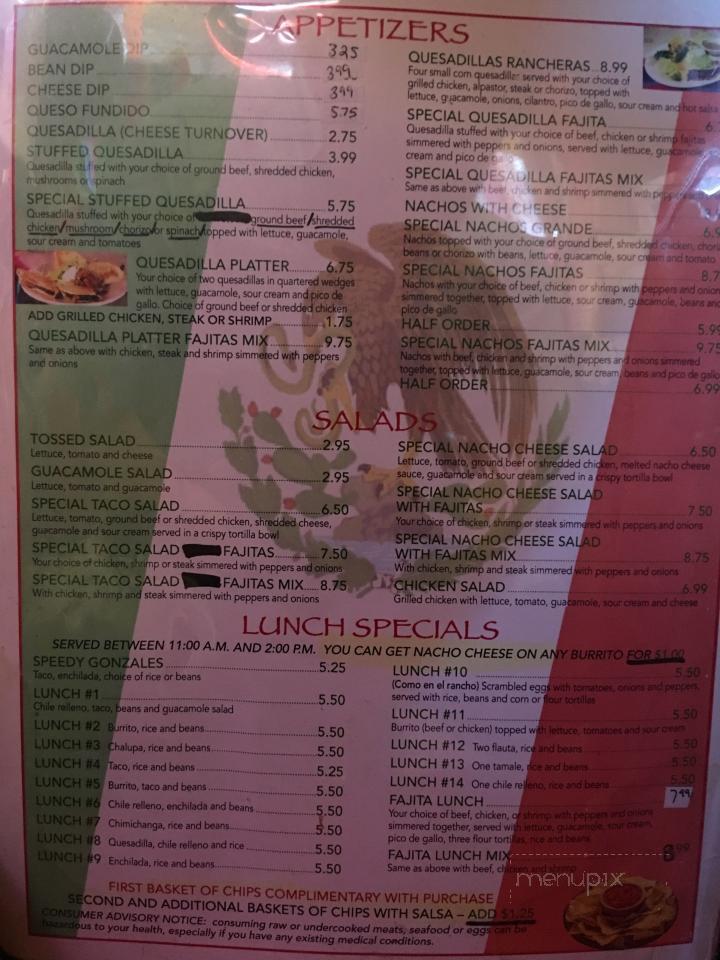 APPETIZERS
GUACAMOLE DIP 3.25
BEAN DIP 3.99
CHEESE DIP 3.99
QUESO FUNDIDO 5.75
QUESADILLA (CHEESE TURNOVER) 2.75
STUFFED QUESADILLA 3.99
Quesadilla stuffed with your choice of ground beef, shredded chicken,
mushrooms or spinach
SPECIAL STUFFED QUESADILLA 5.75
Quesadilla stuffed with your choice of ground beef/shredded
chicken/mushroom/chorizo/or spinach/topped with lettuce, guacamole,
sour cream and tomatoes
QUESADILLA PLATTER 6.75
Your choice of two quesadillas in quartered wedges
with lettuce, guacamole, sour cream and pico de
gallo. Choice of ground beef or shredded chicken
ADD GRILLED CHICKEN, STEAK OR SHRIMP 1.75
QUESADILLA PLATTER FAJITAS MIX 9.75
Same as above with chicken, steak and shrimp simmered with peppers
and onions
QUESADILLAS RANCHERAS 8.99
Four small corn quesadillas served with your choice of
grilled chicken, alpastor, steak or chorizo, topped with
lettuce, guacamole, onions, cilantro, pico de gallo, sour cream and hot salsa
SPECIAL QUESADILLA FAJITA 6.
Quesadilla stuffed with your choice of beef, chicken or shrimp fajitas
simmered with peppers and onions, served with lettuce, guacamole,
cream and pico de gallo
SPECIAL QUESADILLA FAJITAS MIX
Same as above with beef, chicken and shrimp simmered with peppers
NACHOS WITH CHEESE
SPECIAL NACHOS GRANDE 6.
Nachos topped with your choice of ground beef, shredded chicken,
beans or chorizo with beans, lettuce, guacamole, sour cream and tomato
SPECIAL NACHOS FAJITAS 8.7
Nachos with your choice of beef, chicken or shrimp with peppers and onion
simmered together, topped with lettuce, sour cream, guacamole, beans and
pico de gallo
HALF ORDER 5.99
SPECIAL NACHOS FAJITAS MIX 9.75
Nachos with beef, chicken and shrimp with peppers and onions simmered
together, topped with lettuce, guacamole, sour cream, beans and pico de gallo
HALF ORDER 6.99
SALADS
TOSSED SALAD 2.95
Lettuce, tomato and cheese
GUACAMOLE SALAD 2.95
Lettuce, tomato and guacamole
SPECIAL TACO SALAD 6.50
Lettuce, tomato, ground beef or shredded chicken, shredded cheese,
guacamole and sour cream served in a crispy tortilla bowl
SPECIAL TACO SALAD FAJITAS 7.50
Your choice of chicken, shrimp or steak simmered with peppers and onions
SPECIAL TACO SALAD FAJITAS MIX 8.75
With chicken, shrimp and steak simmered with peppers and onions
SPECIAL NACHO CHEESE SALAD 6.50
Lettuce, tomato, ground beef or shredded chicken, melted nacho cheese
sauce, guacamole and sour cream served in a crispy tortilla bowl
SPECIAL NACHO CHEESE SALAD
WITH FAJITAS 7.50
Your choice of chicken, shrimp or steak simmered with peppers and onions
SPECIAL NACHO CHEESE SALAD
WITH FAJITAS MIX 8.75
With chicken, shrimp and steak simmered with peppers and onions
CHICKEN SALAD 6.99
Grilled chicken with lettuce, tomato, guacamole, sour cream and cheese
LUNCH SPECIALS
SERVED BETWEEN 11:00 A.M. AND 2:00 P.M. YOU CAN GET NACHO CHEESE ON ANY BURRITO FOR $1.00
SPEEDY GONZALES 5.25
Taco, enchilada, choice of rice or beans
LUNCH #1 5.50
Chile relleno, taco, beans and guacamole salad
LUNCH #2 Burrito, rice and beans 5.50
LUNCH #3 Chalupa, rice and beans 5.50
LUNCH #4 Taco, rice and beans 5.25
LUNCH #5 Burrito, taco and beans 5.50
LUNCH #6 Chile relleno, enchilada and beans 5.50
LUNCH #7 Chimichanga, rice and beans 5.50
LUNCH #8 Quesadilla, chile relleno and rice 5.50
LUNCH #9 Enchilada, rice and beans 5.50
LUNCH #10 5.50
(Como en el rancho) Scrambled eggs with tomatoes, onions and peppers,
served with rice, beans and corn or flour tortillas
LUNCH #11 5.50
Burrito (beef or chicken) topped with lettuce, tomatoes and sour cream
LUNCH #12 Two flauta, rice and beans 5.50
LUNCH #13 One tamale, rice and beans 5.50
LUNCH #14 One chile relleno, rice and beans 5.50
FAJITA LUNCH 7.99
Your choice of beef, chicken, or shrimp with peppers and onions
simmered together, served with lettuce, guacamole, sour cream,
pico de gallo, three flour tortillas, rice and beans
FAJITA LUNCH MIX 8.99
Same as above with beef, chicken and shrimp
menupix
FIRST BASKET OF CHIPS COMPLIMENTARY WITH PURCHASE
SECOND AND ADDITIONAL BASKETS OF CHIPS WITH SALSA – ADD $1.25
CONSUMER ADVISORY NOTICE: consuming raw or undercooked meats, seafood or eggs can be
hazardous to your health, especially if you have any existing medical conditions.